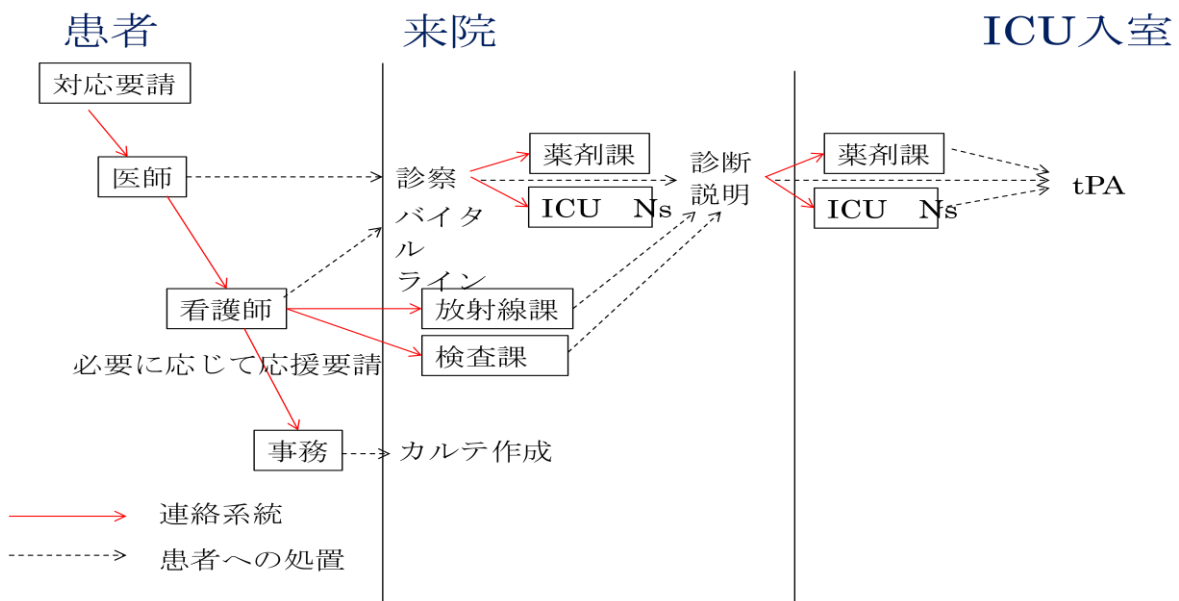 患者
来院
ICU入室
対応要請
医師
看護師
必要に応じて応援要請
事務
診察
バイタ
ル
ライン
薬剤課
ICU Ns
放射線課
検査課
カルテ作成
診断
説明
薬剤課
ICU Ns
tPA
連絡系統
患者への処置